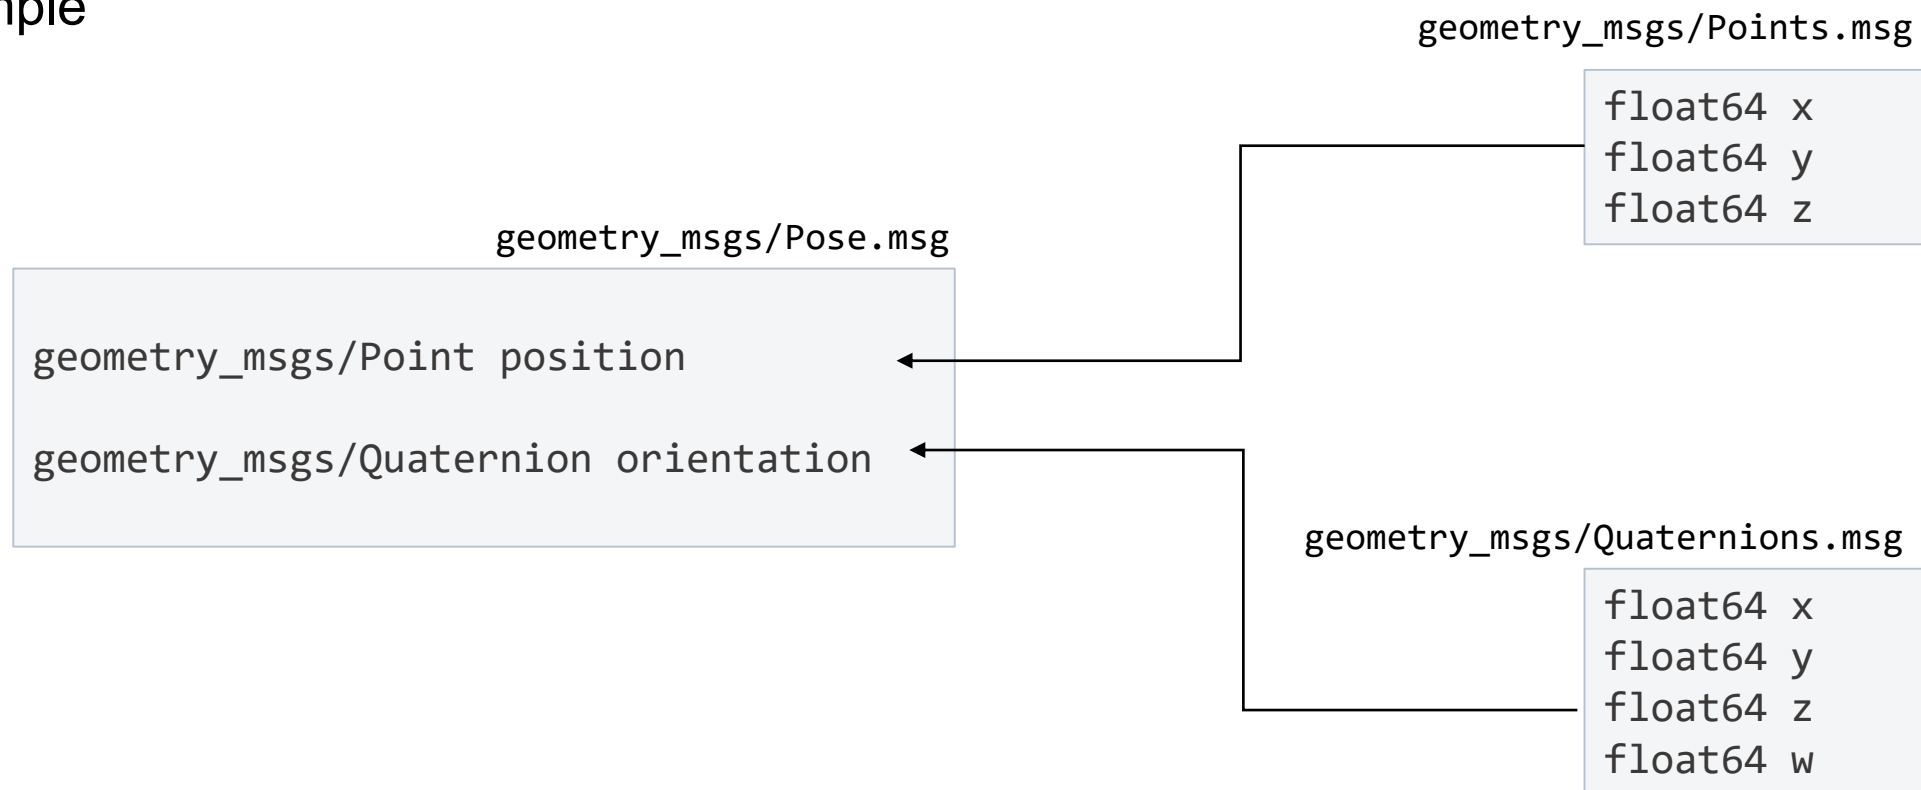 geometry_msgs/Points.msg
float64 x
float64 y
float64 z
geometry_msgs/Pose.msg
geometry_msgs/Point position
geometry_msgs/Quaternion orientation
geometry_msgs/Quaternions.msg
float64 x
float64 y
float64 z
float64 w